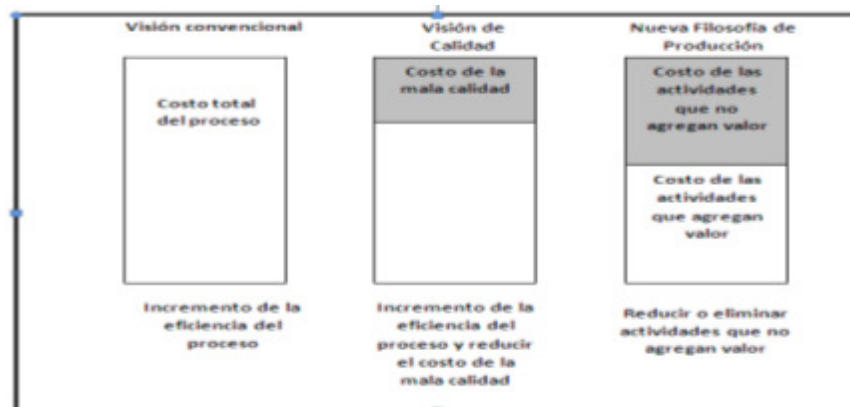 Visión convencional
Costo total
del proceso
Incremento de la
eficiencia del
proceso
Visión de
Calidad
Costo de la
mala calidad
Incremento de la
eficiencia del
proceso y reducir
el costo de la
mala calidad
Nueva Filosofía de
Producción
Costo de las
actividades
que no
agregan valor
Costo de las
actividades
que agregan
valor
Reducir o eliminar
actividades que no
agregan valor